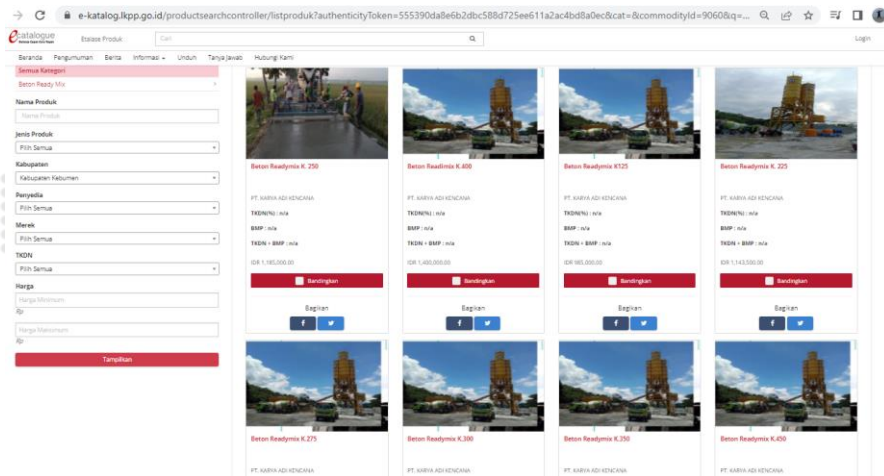 e-katalog.lkpp.go.id/productsearchcontroller/listproduk?authenticityToken=555390da8e6b2dbc588d725ee611a2ac4bd8a0ec&cat=&commodityId=9060&q=...
catalogue
Etalase Produk
Cari
Login
Beranda Pengumuman Berita Informasi Unduh Tanya Jawab Hubungi Kami
Semua Kategori
Beton Ready Mix
Nama Produk
Nama Produk
Jenis Produk
Pilih Semua
Kabupaten
Kabupaten Kebumen
Penyedia
Pilih Semua
Merek
Pilih Semua
TKDN
Pilih Semua
Harga
Harga Minimum
Rp
Harga Maksimum
Rp
Tampilkan
Beton Readymix K. 250
PT. KARYA ADI KENCANA
TKDN(%) : n/a
BMP : n/a
TKDN + BMP : n/a
IDR 1,185,000.00
Bandingkan
Bagikan
Beton Readimix K.400
PT. KARYA ADI KENCANA
TKDN(%) : n/a
BMP : n/a
TKDN + BMP : n/a
IDR 1,400,000.00
Bandingkan
Bagikan
Beton Readymix K125
PT. KARYA ADI KENCANA
TKDN(%) : n/a
BMP : n/a
TKDN + BMP : n/a
IDR 985,000.00
Bandingkan
Bagikan
Beton Readymix K. 225
PT. KARYA ADI KENCANA
TKDN(%) : n/a
BMP : n/a
TKDN + BMP : n/a
IDR 1,143,500.00
Bandingkan
Bagikan
Beton Readymix K.275
PT. KARYA ADI KENCANA
Beton Readymix K.300
PT. KARYA ADI KENCANA
Beton Readymix K.350
PT. KARYA ADI KENCANA
Beton Readymix K.450
PT. KARYA ADI KENCANA